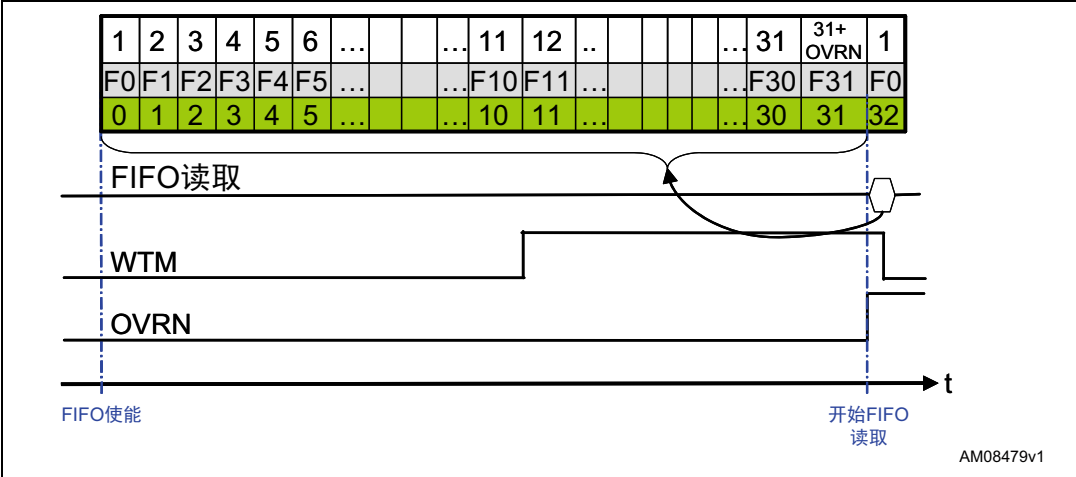 1 2 3 4 5 6 ... ... 11 12 .. ... 31 31+ OVRN 1
F0 F1 F2 F3 F4 F5 ... ... F10 F11 ... ... F30 F31 F0
0 1 2 3 4 5 ... ... 10 11 ... ... 30 31 32
FIFO读取
WTM
OVRN
t
FIFO使能
开始FIFO
读取
AM08479v1